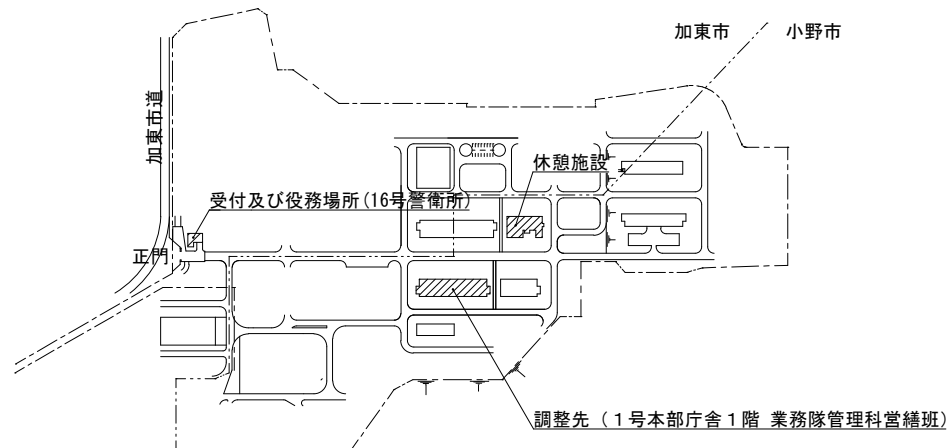 加東市 小野市
加東市道
休憩施設
受付及び役務場所(16号警衛所)
正門
調整先（１号本部庁舎１階 業務隊管理科営繕班)